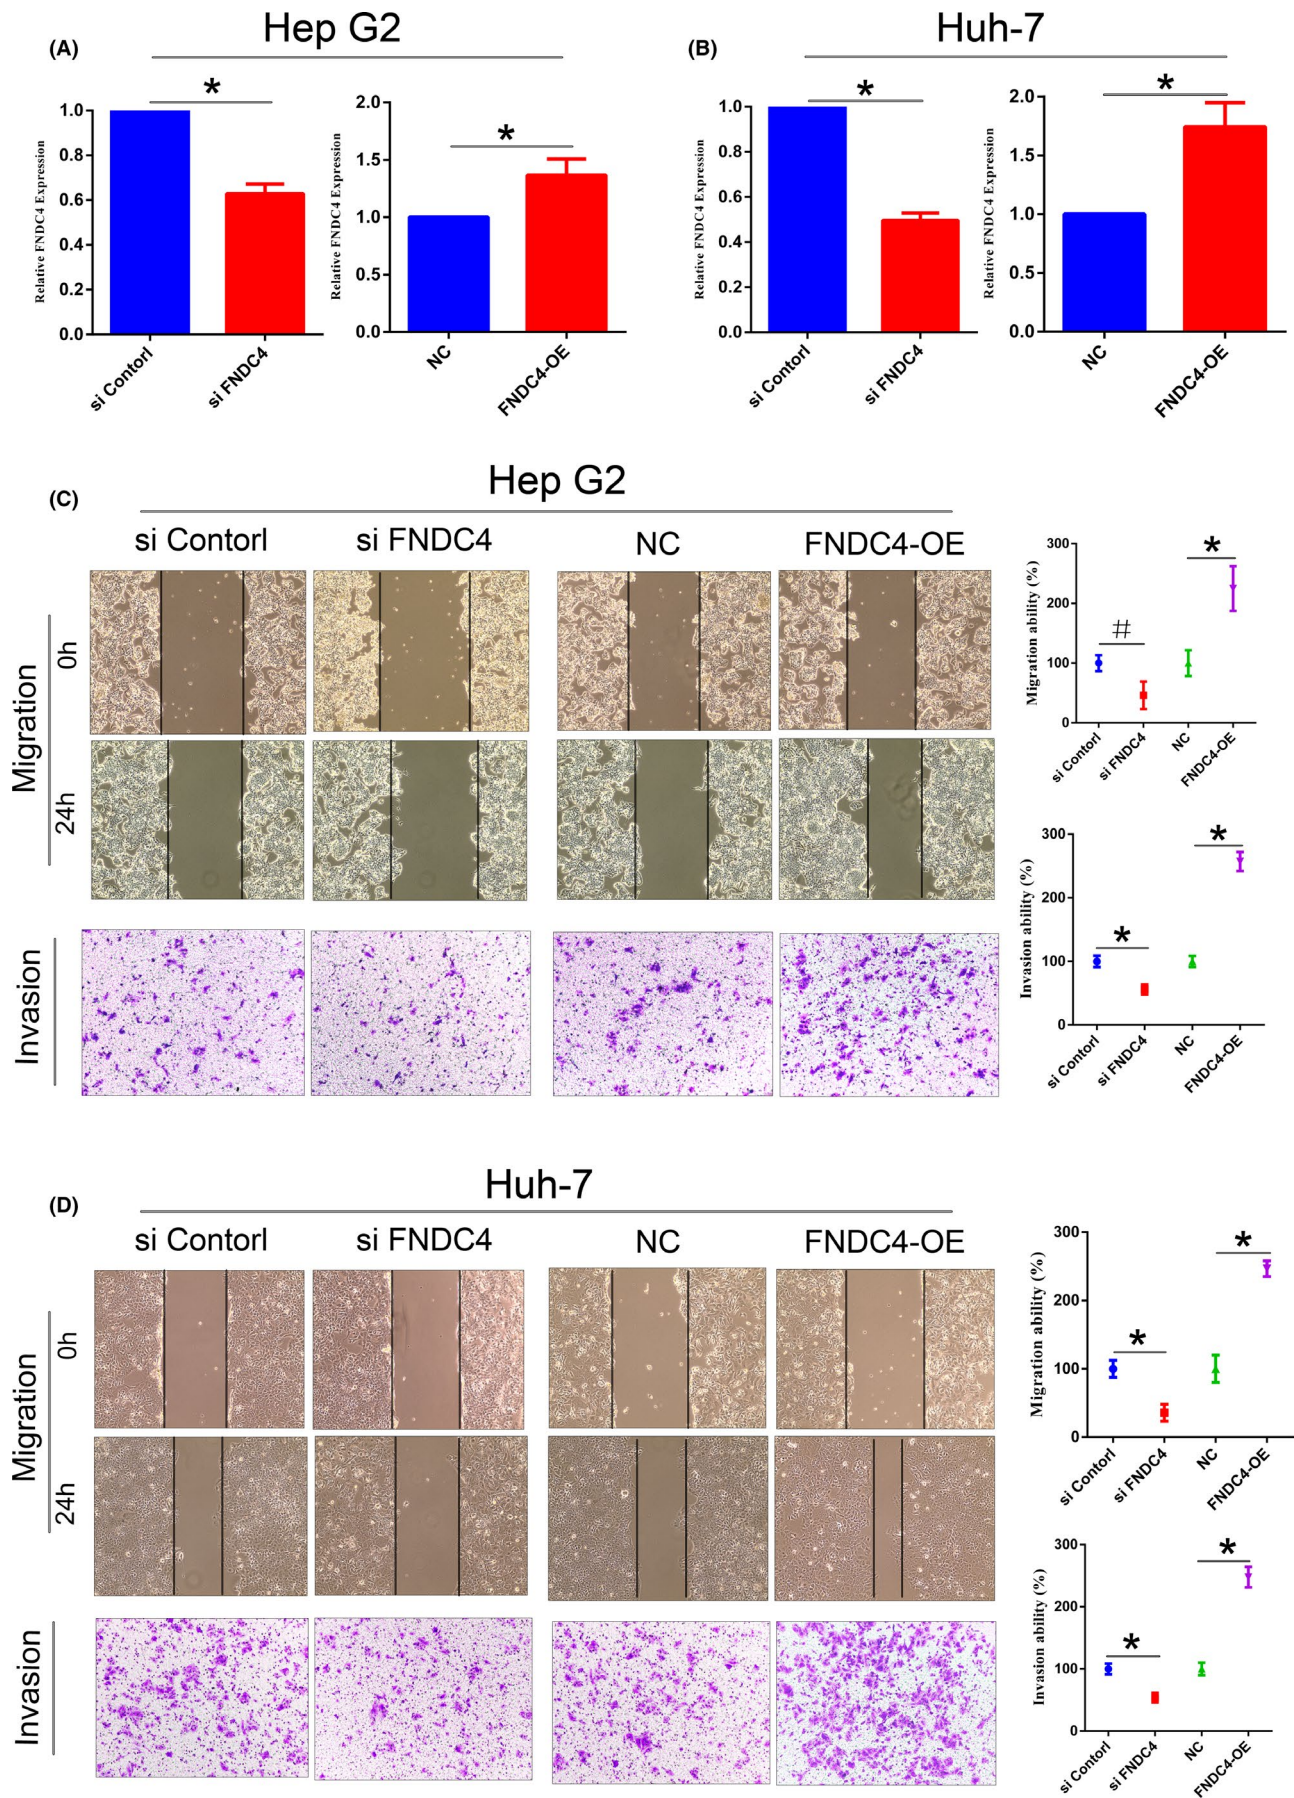 (A)
Hep G2
*
Relative FNDC4 Expression
1.0
0.8
0.6
0.4
0.2
0.0
si Contorl
si FNDC4
*
Relative FNDC4 Expression
2.0
1.5
1.0
0.5
0.0
NC
FNDC4-OE
(B)
Huh-7
*
Relative FNDC4 Expression
1.0
0.8
0.6
0.4
0.2
0.0
si Contorl
si FNDC4
*
Relative FNDC4 Expression
2.0
1.5
1.0
0.5
0.0
NC
FNDC4-OE
(C)
Hep G2
si Contorl
si FNDC4
NC
FNDC4-OE
Migration
0h
24h
Invasion
Migration ability (%)
300
200
100
0
#
*
si Contorl
si FNDC4
NC
FNDC4-OE
Invasion ability (%)
300
200
100
0
*
*
si Contorl
si FNDC4
NC
FNDC4-OE
(D)
Huh-7
si Contorl
si FNDC4
NC
FNDC4-OE
Migration
0h
24h
Invasion
Migration ability (%)
300
200
100
0
*
*
si Contorl
si FNDC4
NC
FNDC4-OE
Invasion ability (%)
300
200
100
0
*
*
si Contorl
si FNDC4
NC
FNDC4-OE